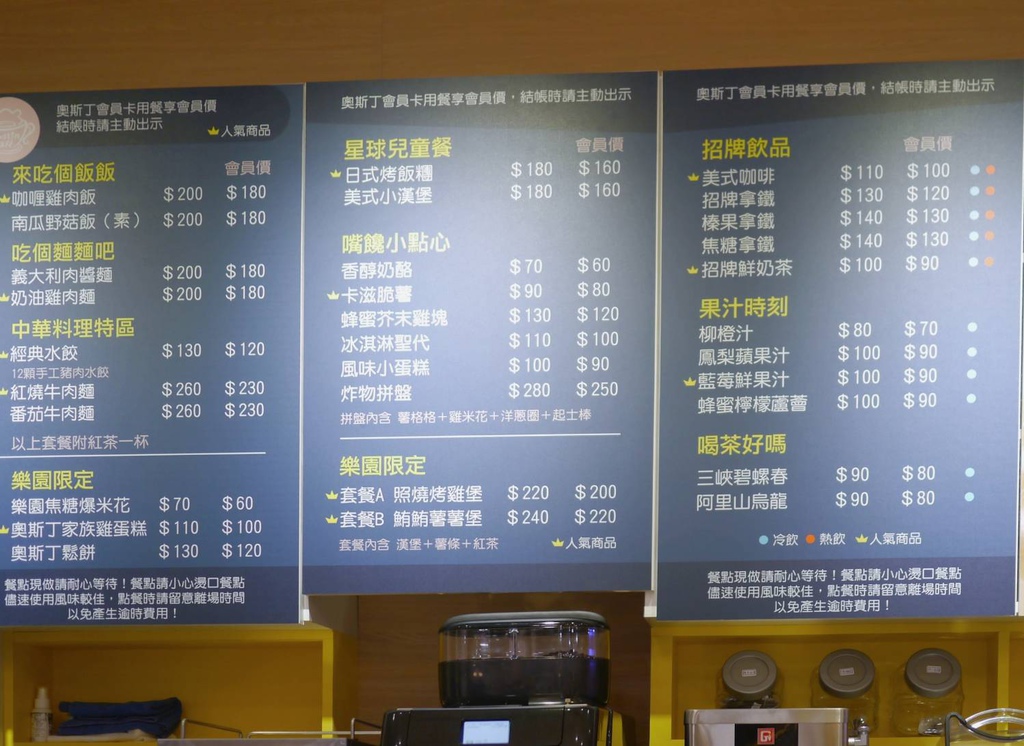 奧斯丁會員卡用餐享會員價
結帳時請主動出示
人氣商品
來吃個飯飯 會員價
咖喱雞肉飯 $200 $180
南瓜野菇飯（素） $200 $180
吃個麵麵吧
義大利肉醬麵 $200 $180
奶油雞肉麵 $200 $180
中華料理特區
經典水餃 $130 $120
12顆手工豬肉水餃
紅燒牛肉麵 $260 $230
番茄牛肉麵 $260 $230
以上套餐附紅茶一杯
樂園限定
樂園焦糖爆米花 $70 $60
奧斯丁家族雞蛋糕 $110 $100
奧斯丁鬆餅 $130 $120
餐點現做請耐心等待！餐點請小心燙口餐點
儘速使用風味較佳，點餐時請留意離場時間
以免產生逾時費用！
奧斯丁會員卡用餐享會員價，結帳時請主動出示
星球兒童餐 會員價
日式烤飯糰 $180 $160
美式小漢堡 $180 $160
嘴饞小點心
香醇奶酪 $70 $60
卡滋脆薯 $90 $80
蜂蜜芥末雞塊 $130 $120
冰淇淋聖代 $110 $100
風味小蛋糕 $100 $90
炸物拼盤 $280 $250
拼盤內含 薯格格＋雞米花＋洋蔥圈＋起士棒
樂園限定
套餐A 照燒烤雞堡 $220 $200
套餐B 鮪鮪薯薯堡 $240 $220
套餐內含 漢堡＋薯條＋紅茶 人氣商品
奧斯丁會員卡用餐享會員價，結帳時請主動出示
招牌飲品 會員價
美式咖啡 $110 $100
招牌拿鐵 $130 $120
榛果拿鐵 $140 $130
焦糖拿鐵 $140 $130
招牌鮮奶茶 $100 $90
果汁時刻
柳橙汁 $80 $70
鳳梨蘋果汁 $100 $90
藍莓鮮果汁 $100 $90
蜂蜜檸檬蘆薈 $100 $90
喝茶好嗎
三峽碧螺春 $90 $80
阿里山烏龍 $90 $80
冷飲 熱飲 人氣商品
餐點現做請耐心等待！餐點請小心燙口餐點
儘速使用風味較佳，點餐時請留意離場時間
以免產生逾時費用！